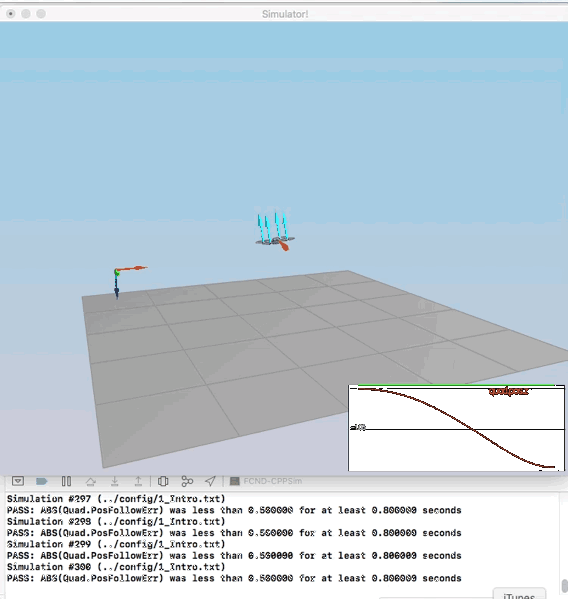 Simulator!
FCND-CPPSim
Simulation #297 (../config/1_Intro.txt)
PASS: ABS(Quad.PosFollowErr) was less than 0.500000 for at least 0.800000 seconds
Simulation #298 (../config/1_Intro.txt)
PASS: ABS(Quad.PosFollowErr) was less than 0.500000 for at least 0.800000 seconds
Simulation #299 (../config/1_Intro.txt)
PASS: ABS(Quad.PosFollowErr) was less than 0.500000 for at least 0.800000 seconds
Simulation #300 (../config/1_Intro.txt)
PASS: ABS(Quad.PosFollowErr) was less than 0.500000 for at least 0.800000 seconds
iTunes